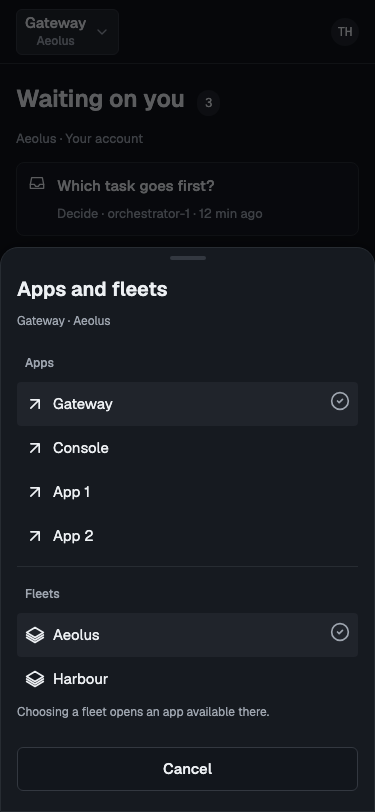 Gateway
Aeolus
TH
Waiting on you 3
Aeolus · Your account
Which task goes first?
Decide · orchestrator-1 · 12 min ago
Apps and fleets
Gateway · Aeolus
Apps
Gateway
Console
App 1
App 2
Fleets
Aeolus
Harbour
Choosing a fleet opens an app available there.
Cancel